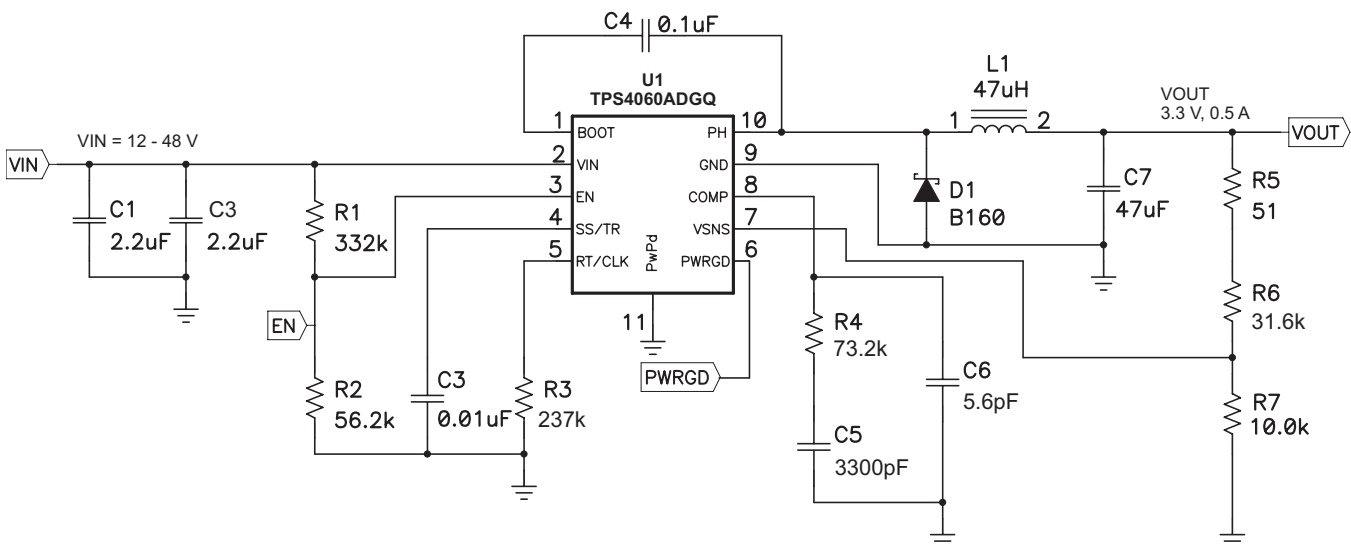 C4
0.1uF
U1
TPS4060ADGQ
L1
47uH
VOUT
3.3 V, 0.5 A
VIN = 12 - 48 V
VIN
1
BOOT
PH
10
1
2
VOUT
2
VIN
GND
9
3
EN
COMP
8
4
SS/TR
VSNS
7
5
RT/CLK
PwPd
PWRGD
6
11
C1
2.2uF
C3
2.2uF
R1
332k
D1
B160
C7
47uF
R5
51
R6
31.6k
EN
PWRGD
R4
73.2k
C6
5.6pF
R2
56.2k
C3
0.01uF
R3
237k
C5
3300pF
R7
10.0k